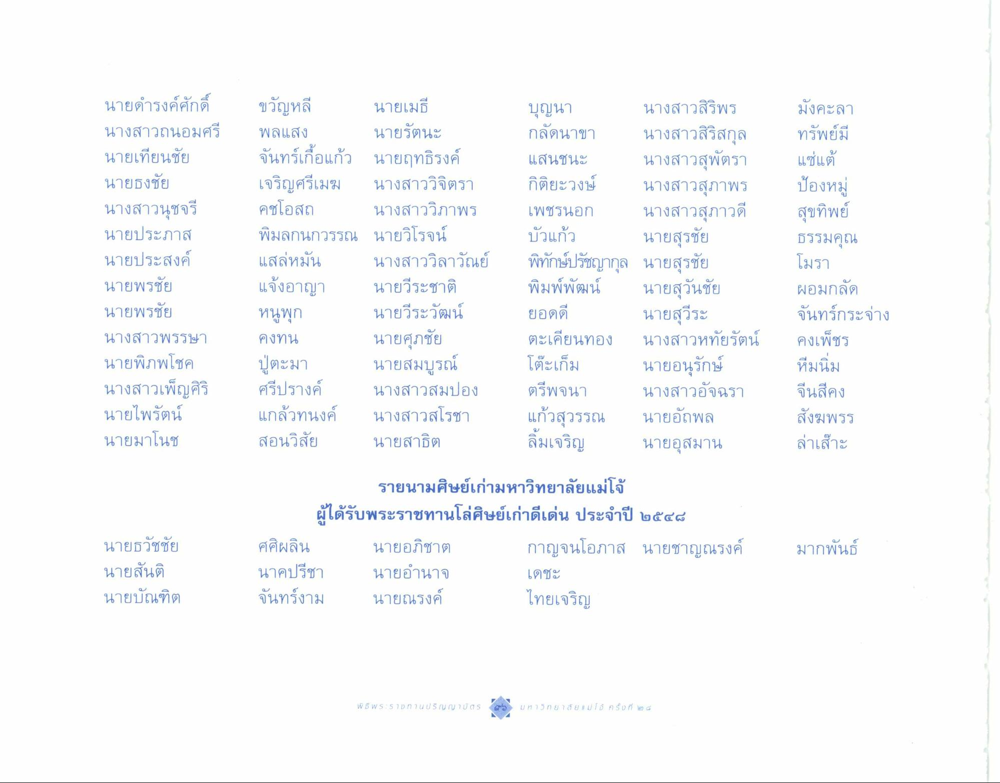 นายดำรงค์ศักดิ์ ขวัญหลี นายเมธี บุญนา นางสาวสิริพร มังคะลา
นางสาวถนอมศรี พลแสง นายรัตนะ กลัดนาขา นางสาวสิริสกุล ทรัพย์มี
นายเทียนชัย จันทร์เกื้อแก้ว นายฤทธิรงค์ แสนชนะ นางสาวสุพัตรา แซ่แต้
นายธงชัย เจริญศรีเมฆ นางสาววิจิตรา กิติยะวงษ์ นางสาวสุภาพร ป้องหมู่
นางสาวนุชจรี คชโอสถ นางสาววิภาพร เพชรนอก นางสาวสุภาวดี สุขทิพย์
นายประภาส พิมลกนกวรรณ นายวิโรจน์ บัวแก้ว นายสุรชัย ธรรมคุณ
นายประสงค์ แสล่หมัน นางสาววิลาวัณย์ พิทักษ์ปรัชญากุล นายสุรชัย โมรา
นายพรชัย แจ้งอาญา นายวีระชาติ พิมพ์พัฒน์ นายสุวันชัย ผอมกลัด
นายพรชัย หนูพุก นายวีระวัฒน์ ยอดดี นายสุวีระ จันทร์กระจ่าง
นางสาวพรรษา คงทน นายศุภชัย ตะเคียนทอง นางสาวหทัยรัตน์ คงเพ็ชร
นายพิภพโชค ปู่ตะมา นายสมบูรณ์ โต๊ะเก็ม นายอนุรักษ์ หีมนิ่ม
นางสาวเพ็ญศิริ ศรีปรางค์ นางสาวสมปอง ตรีพจนา นางสาวอัจฉรา จีนสีคง
นายไพรัตน์ แกล้วทนงค์ นางสาวสโรชา แก้วสุวรรณ นายอัถพล สังฆพรร
นายมาโนช สอนวิสัย นายสาธิต ลิ้มเจริญ นายอุสมาน ล่าเส๊าะ
รายนามศิษย์เก่ามหาวิทยาลัยแม่โจ้
ผู้ได้รับพระราชทานโล่ศิษย์เก่าดีเด่น ประจำปี ๒๕๔๘
นายธวัชชัย ศศิผลิน นายอภิชาต กาญจนโอภาส นายชาญณรงค์ มากพันธ์
นายสันติ นาคปรีชา นายอำนาจ เดชะ
นายบัณฑิต จันทร์งาม นายณรงค์ ไทยเจริญ
พิธีพระราชทานปริญญาบัตร ๙๖ มหาวิทยาลัยแม่โจ้ ครั้งที่ ๒๘